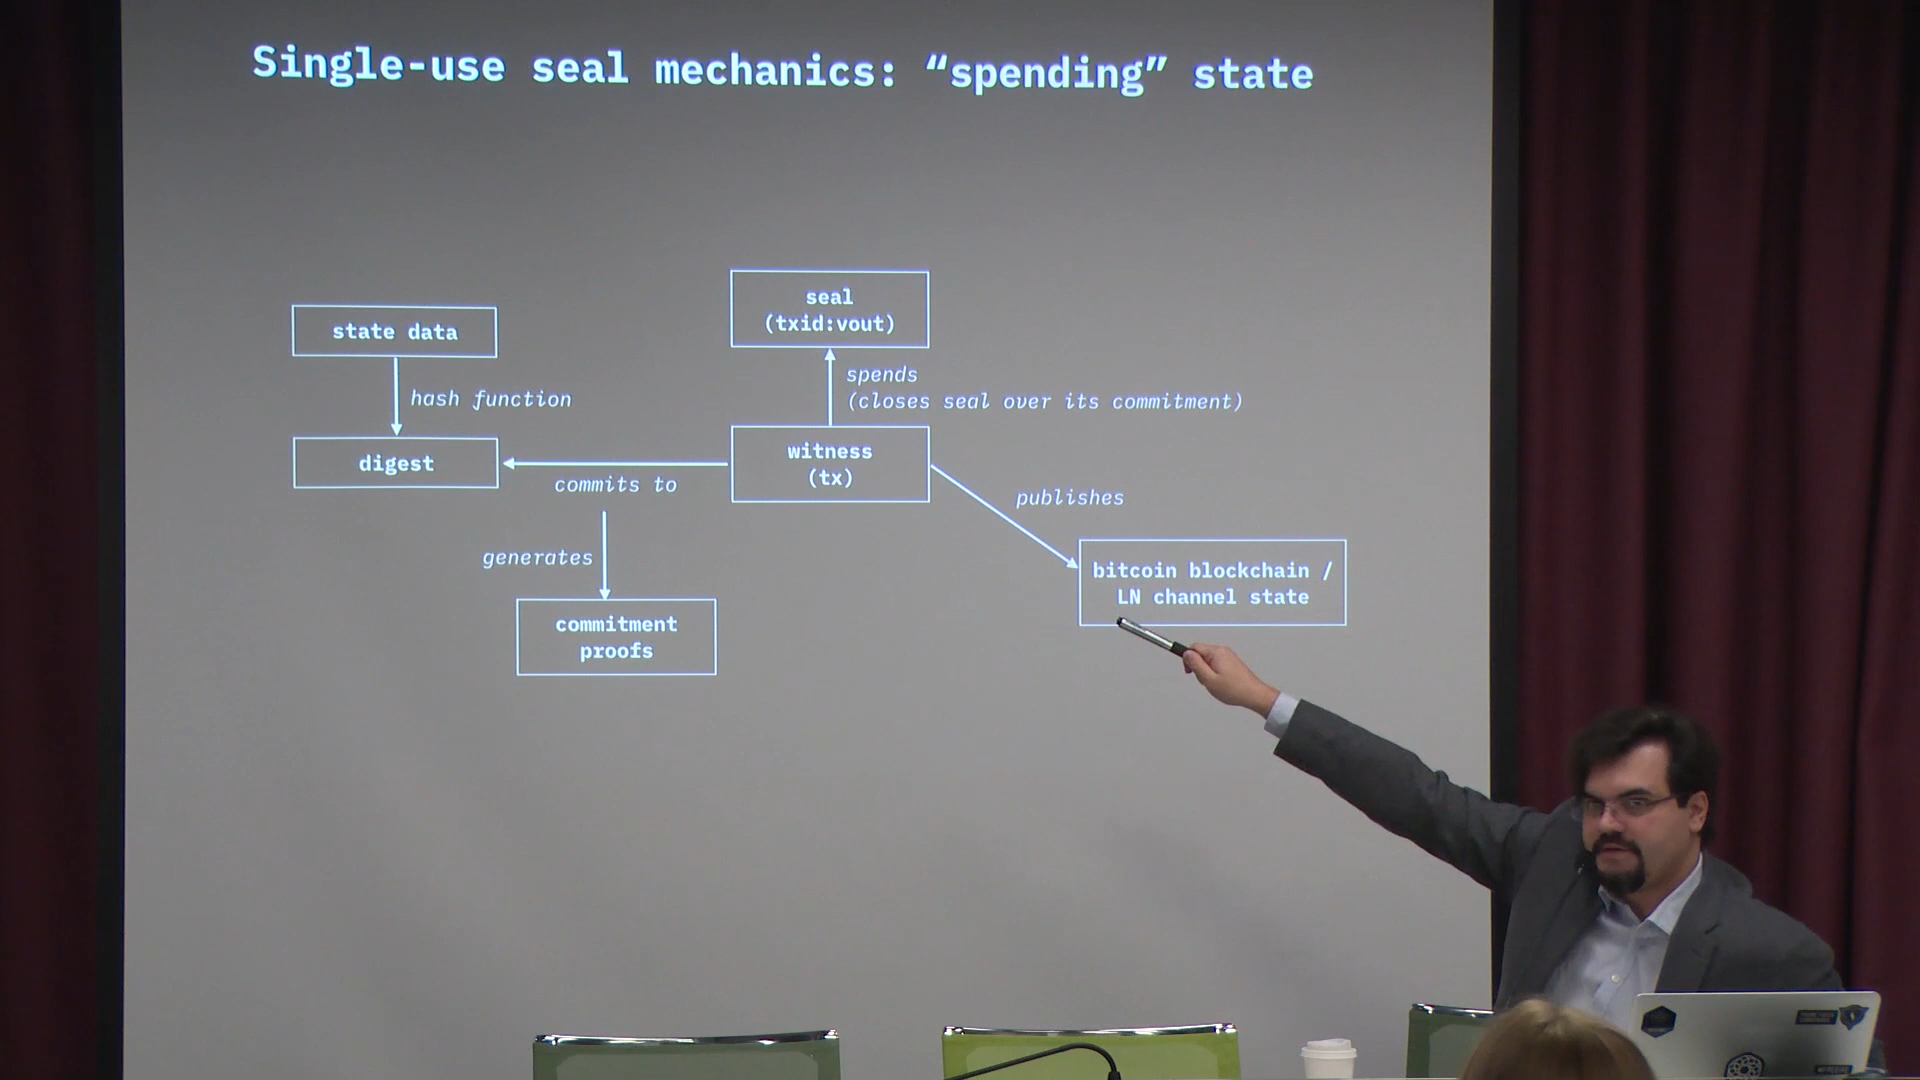 Single-use seal mechanics: “spending” state
seal
(txid:vout)
state data
spends
(closes seal over its commitment)
hash function
witness
(tx)
digest
commits to
publishes
generates
bitcoin blockchain /
LN channel state
commitment
proofs